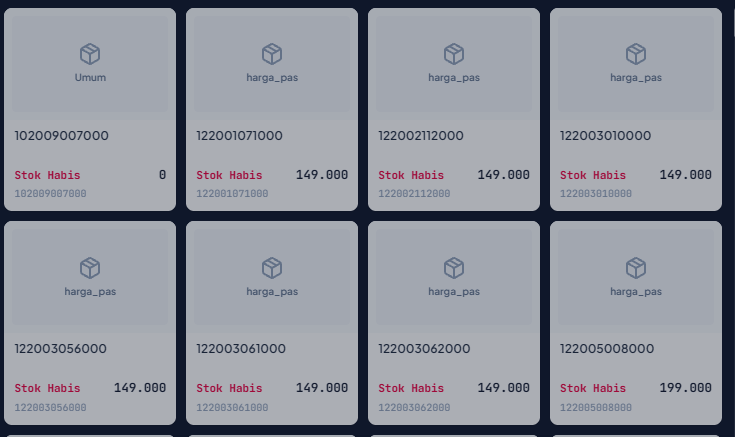 Umum
harga_pas
harga_pas
harga_pas
102009007000
122001071000
122002112000
122003010000
Stok Habis 0
Stok Habis 149.000
Stok Habis 149.000
Stok Habis 149.000
102009007000
122001071000
122002112000
122003010000
harga_pas
harga_pas
harga_pas
harga_pas
122003056000
122003061000
122003062000
122005008000
Stok Habis 149.000
Stok Habis 149.000
Stok Habis 149.000
Stok Habis 199.000
122003056000
122003061000
122003062000
122005008000